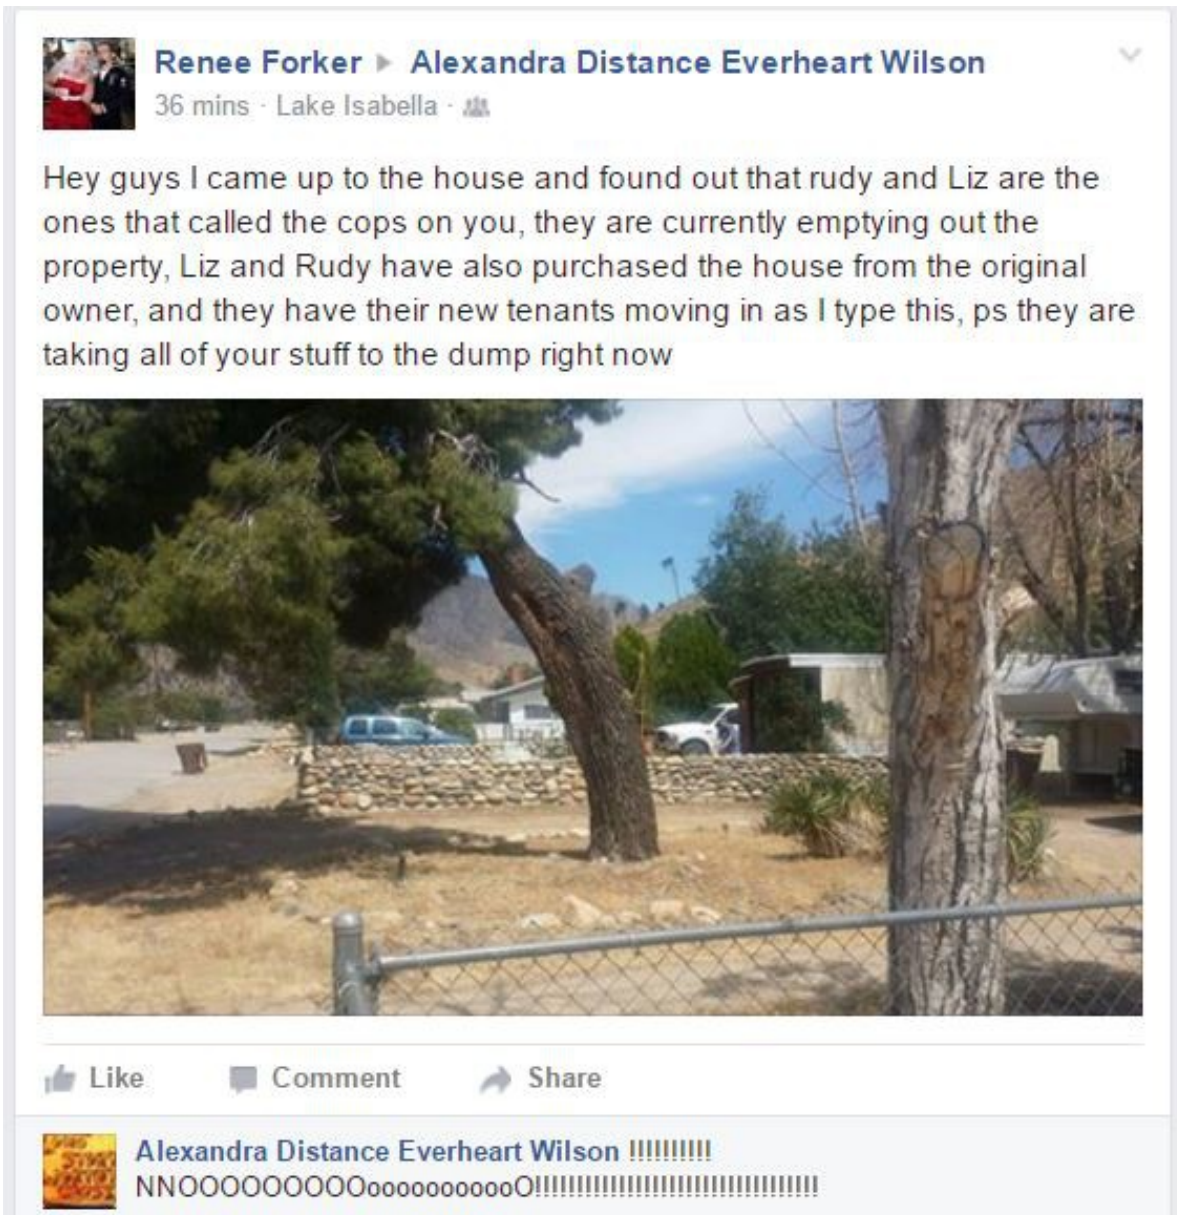 Renee Forker ▶ Alexandra Distance Everheart Wilson
36 mins · Lake Isabella ·
Hey guys I came up to the house and found out that rudy and Liz are the
ones that called the cops on you, they are currently emptying out the
property, Liz and Rudy have also purchased the house from the original
owner, and they have their new tenants moving in as I type this, ps they are
taking all of your stuff to the dump right now
Like Comment Share
Alexandra Distance Everheart Wilson !!!!!!!!!!
NNOOOOOOOOOoooooooooooO!!!!!!!!!!!!!!!!!!!!!!!!!!!!!!!!!!